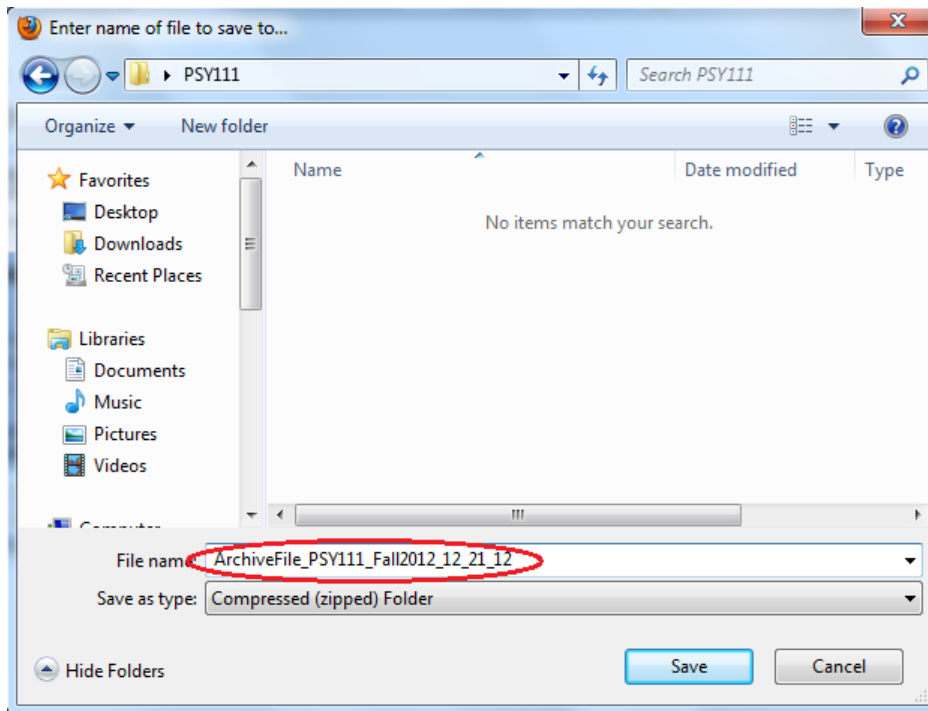 Enter name of file to save to...
PSY111
Search PSY111
Organize
New folder
Name
Date modified
Type
No items match your search.
Favorites
Desktop
Downloads
Recent Places
Libraries
Documents
Music
Pictures
Videos
Computer
File name:
ArchiveFile_PSY111_Fall2012_12_21_12
Save as type:
Compressed (zipped) Folder
Hide Folders
Save
Cancel